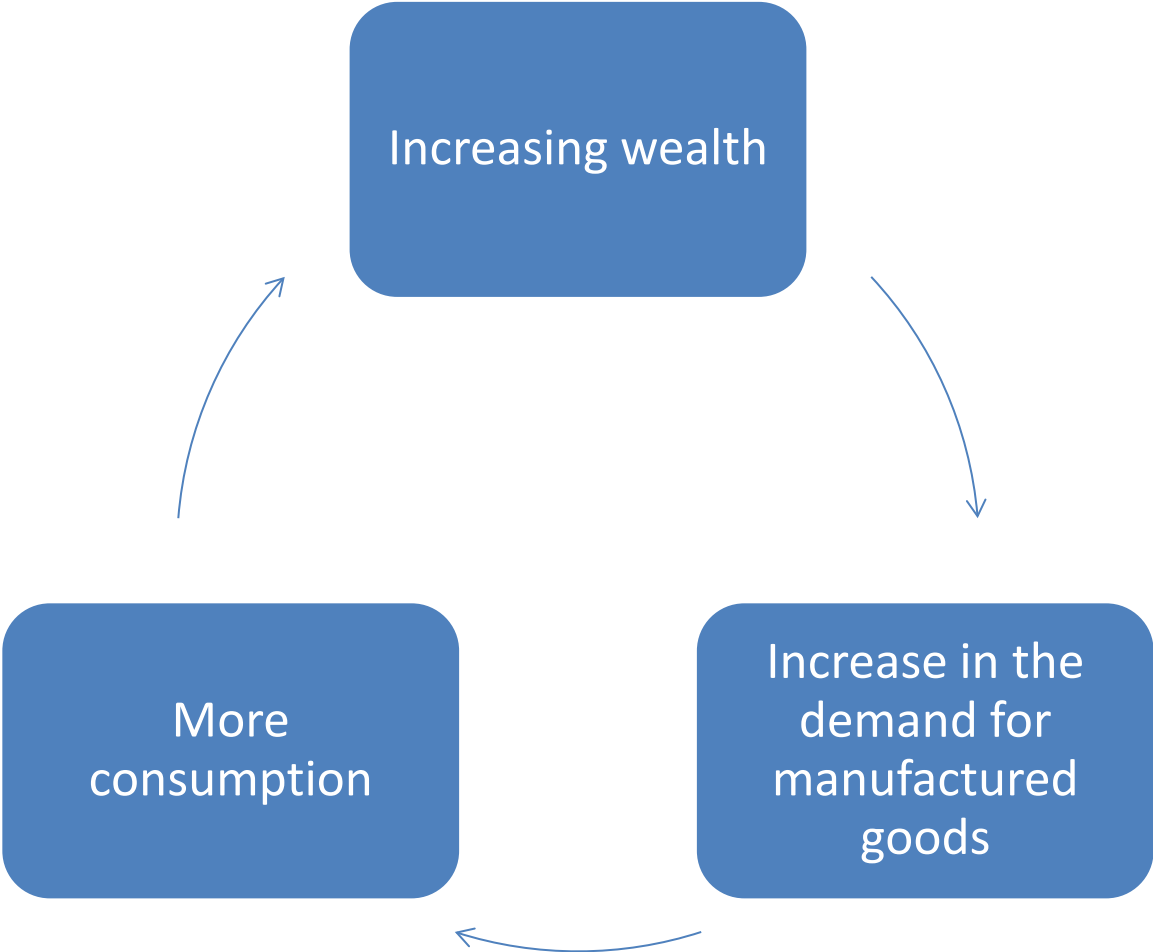 Increasing wealth
Increase in the
demand for
manufactured
goods
More
consumption